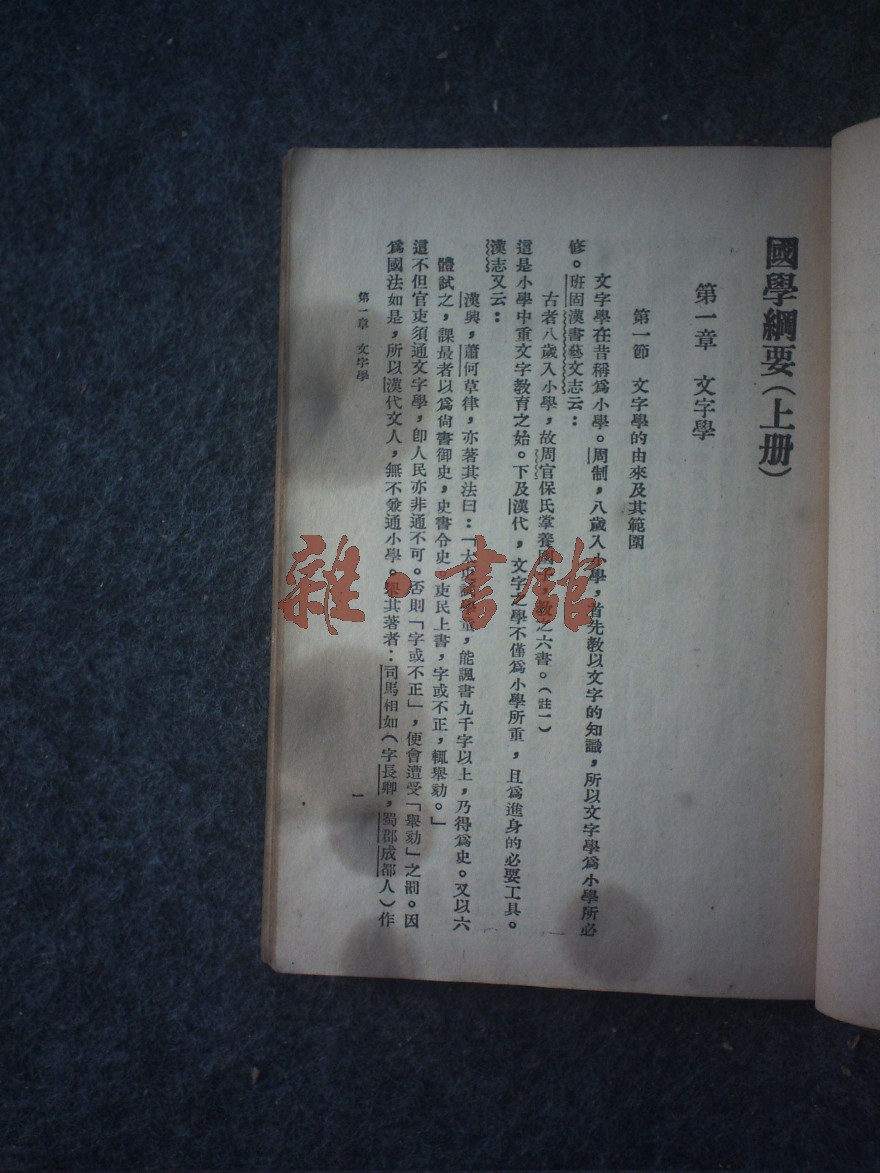 國學綱要(上册)
第一章 文字學
第一節 文字學的由來及其範圍
文字學在昔稱爲小學。周制,八歲入小學,首先教以文字的知識,所以文字學爲小學所必
修。班固漢書藝文志云:
古者八歲入小學,故周官保氏掌養國子,教之六書。(註一)
這是小學中重文字教育之始。下及漢代,文字之學不僅爲小學所重,且爲進身的必要工具。
漢志又云:
漢興,蕭何草律,亦著其法曰:「太史試學童,能諷書九千字以上,乃得爲史。又以六
體試之,課最者以爲尚書御史,史書令史。吏民上書,字或不正,輒舉劾。」
這不但官吏須通文字學,卽人民亦非通不可。否則「字或不正」,便會遭受「舉劾」之罰。因
爲國法如是,所以漢代文人,無不兼通小學。舉其著者:司馬相如(字長卿,蜀郡成都人)作
第一章 文字學
一
雜·書館